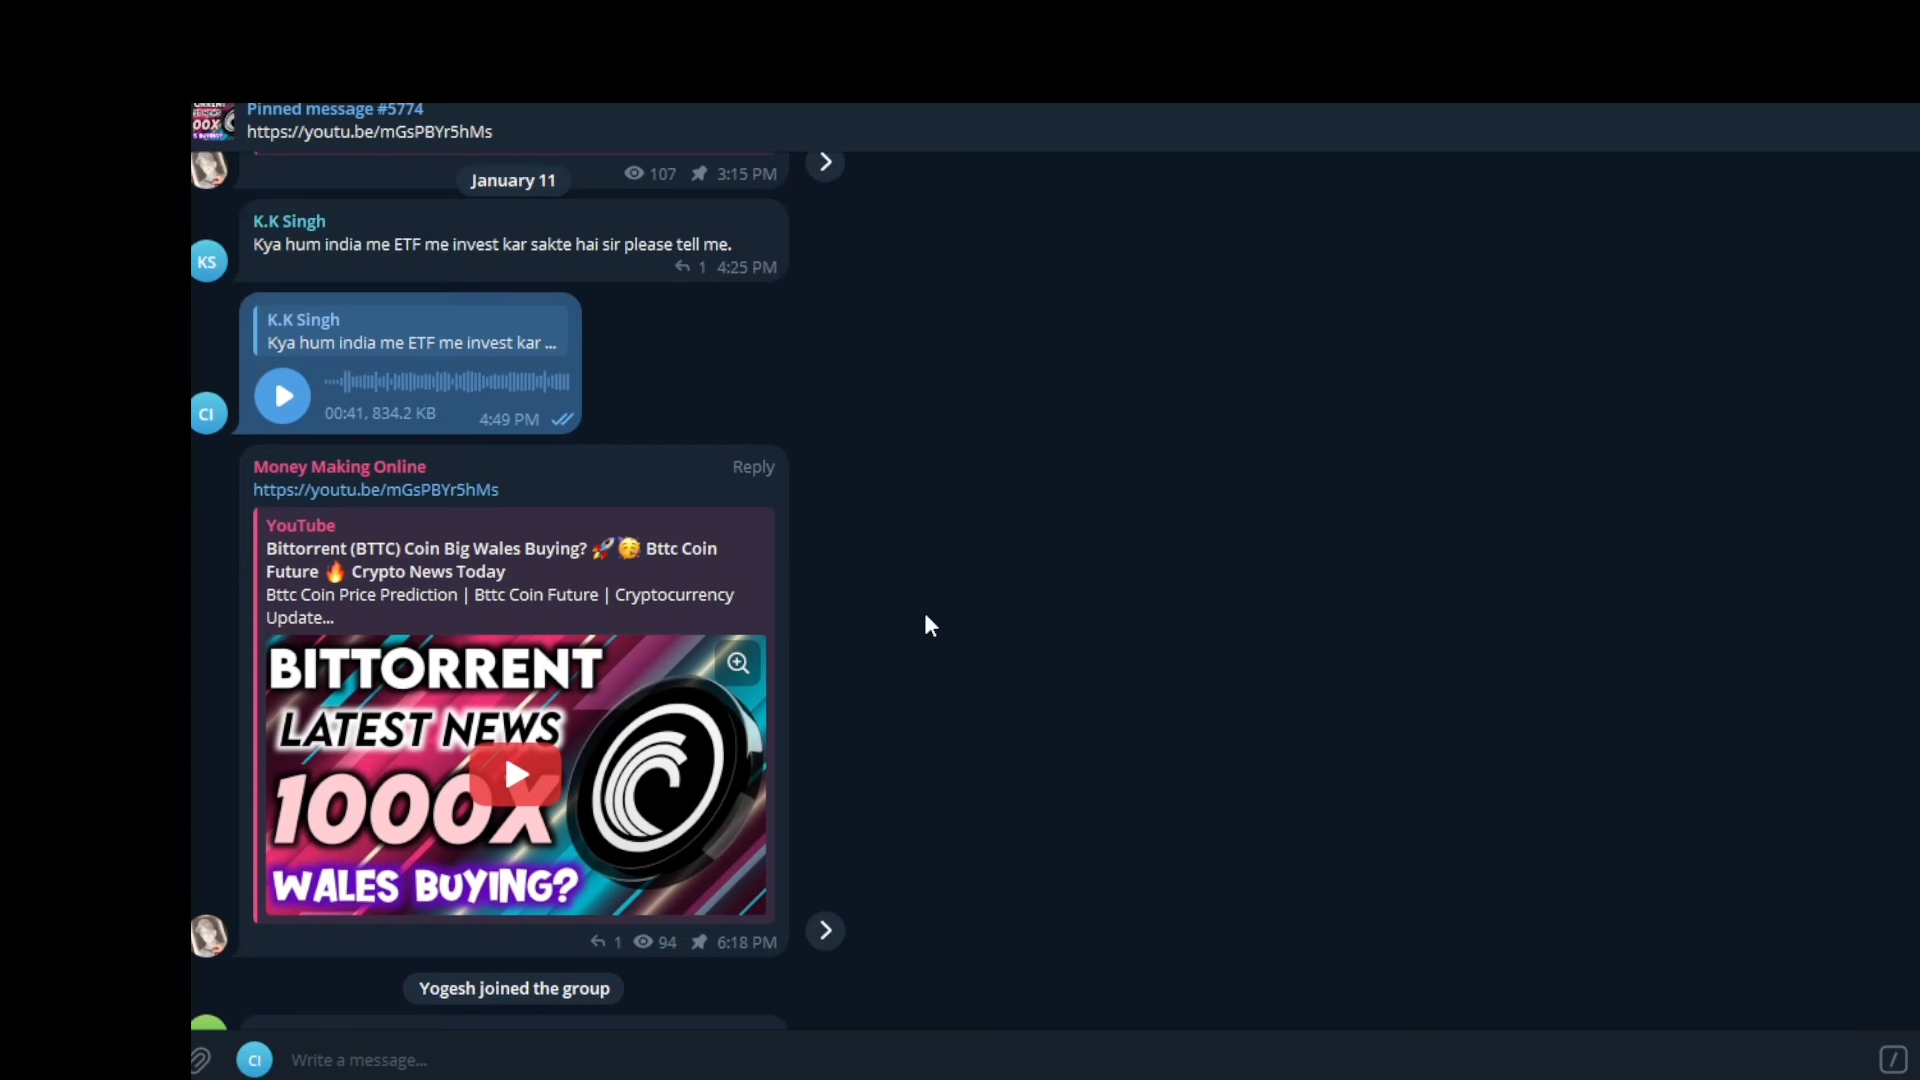 Pinned message #5774
https://youtu.be/mGsPBYr5hMs
107 3:15 PM
January 11
K.K Singh
Kya hum india me ETF me invest kar sakte hai sir please tell me.
1 4:25 PM
KS
K.K Singh
Kya hum india me ETF me invest kar ...
00:41, 834.2 KB
4:49 PM
CI
Money Making Online
Reply
https://youtu.be/mGsPBYr5hMs
YouTube
Bittorrent (BTTC) Coin Big Wales Buying? 🚀🥳 Bttc Coin
Future 🔥 Crypto News Today
Bttc Coin Price Prediction | Bttc Coin Future | Cryptocurrency
Update...
BITTORRENT
LATEST NEWS
1000X
WALES BUYING?
1 94 6:18 PM
Yogesh joined the group
CI
Write a message...